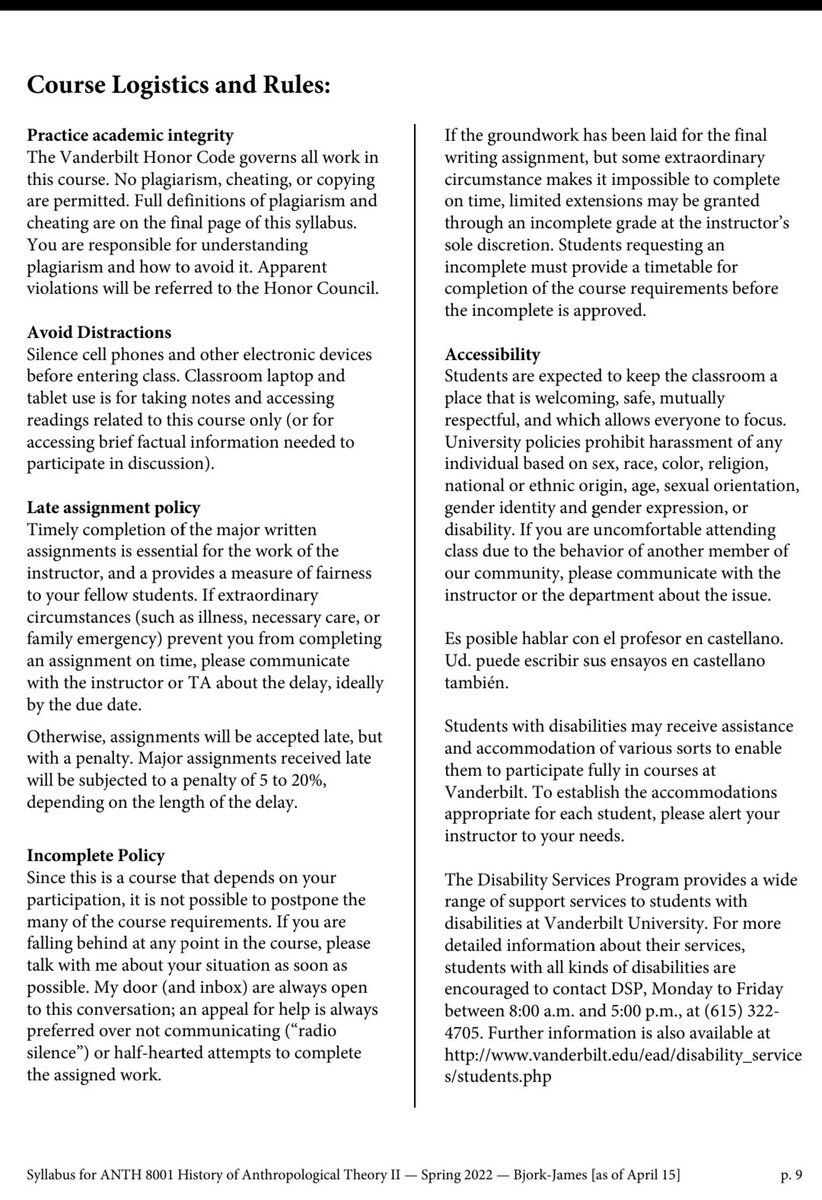 Course Logistics and Rules:
Practice academic integrity
The Vanderbilt Honor Code governs all work in
this course. No plagiarism, cheating, or copying
are permitted. Full definitions of plagiarism and
cheating are on the final page of this syllabus.
You are responsible for understanding
plagiarism and how to avoid it. Apparent
violations will be referred to the Honor Council.
Avoid Distractions
Silence cell phones and other electronic devices
before entering class. Classroom laptop and
tablet use is for taking notes and accessing
readings related to this course only (or for
accessing brief factual information needed to
participate in discussion).
Late assignment policy
Timely completion of the major written
assignments is essential for the work of the
instructor, and a provides a measure of fairness
to your fellow students. If extraordinary
circumstances (such as illness, necessary care, or
family emergency) prevent you from completing
an assignment on time, please communicate
with the instructor or TA about the delay, ideally
by the due date.
Otherwise, assignments will be accepted late, but
with a penalty. Major assignments received late
will be subjected to a penalty of 5 to 20%,
depending on the length of the delay.
Incomplete Policy
Since this is a course that depends on your
participation, it is not possible to postpone the
many of the course requirements. If you are
falling behind at any point in the course, please
talk with me about your situation as soon as
possible. My door (and inbox) are always open
to this conversation; an appeal for help is always
preferred over not communicating (“radio
silence”) or half-hearted attempts to complete
the assigned work.
If the groundwork has been laid for the final
writing assignment, but some extraordinary
circumstance makes it impossible to complete
on time, limited extensions may be granted
through an incomplete grade at the instructor’s
sole discretion. Students requesting an
incomplete must provide a timetable for
completion of the course requirements before
the incomplete is approved.
Accessibility
Students are expected to keep the classroom a
place that is welcoming, safe, mutually
respectful, and which allows everyone to focus.
University policies prohibit harassment of any
individual based on sex, race, color, religion,
national or ethnic origin, age, sexual orientation,
gender identity and gender expression, or
disability. If you are uncomfortable attending
class due to the behavior of another member of
our community, please communicate with the
instructor or the department about the issue.
Es posible hablar con el profesor en castellano.
Ud. puede escribir sus ensayos en castellano
también.
Students with disabilities may receive assistance
and accommodation of various sorts to enable
them to participate fully in courses at
Vanderbilt. To establish the accommodations
appropriate for each student, please alert your
instructor to your needs.
The Disability Services Program provides a wide
range of support services to students with
disabilities at Vanderbilt University. For more
detailed information about their services,
students with all kinds of disabilities are
encouraged to contact DSP, Monday to Friday
between 8:00 a.m. and 5:00 p.m., at (615) 322-
4705. Further information is also available at
http://www.vanderbilt.edu/ead/disability_service
s/students.php
Syllabus for ANTH 8001 History of Anthropological Theory II — Spring 2022 — Bjork-James [as of April 15] p. 9